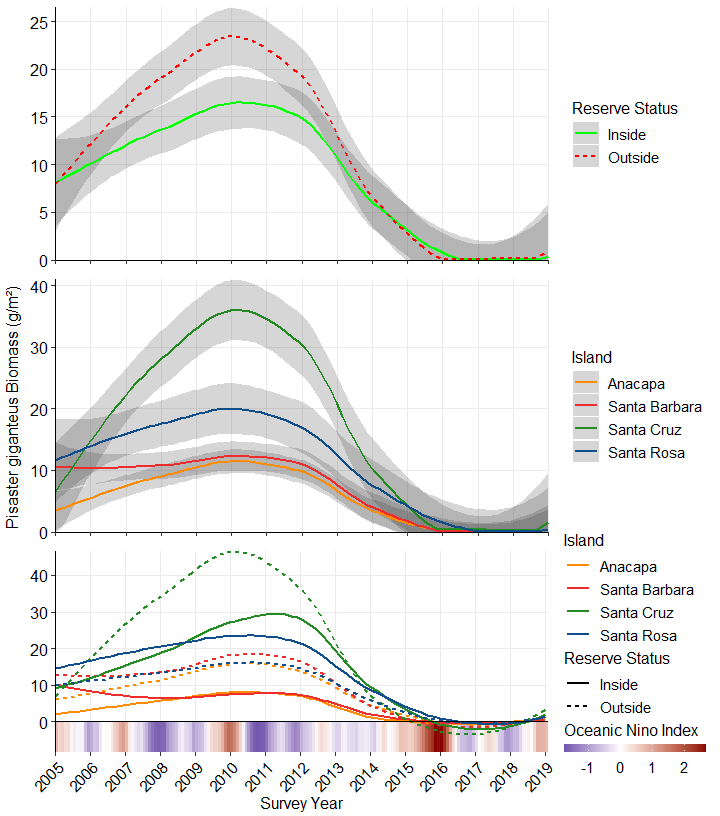 25
20
15
10
5
0
Reserve Status
Inside
Outside
Pisaster giganteus Biomass (g/m²)
40
30
20
10
0
Island
Anacapa
Santa Barbara
Santa Cruz
Santa Rosa
40
30
20
10
0
Island
Anacapa
Santa Barbara
Santa Cruz
Santa Rosa
Reserve Status
Inside
Outside
Oceanic Nino Index
-1 0 1 2
2005 2006 2007 2008 2009 2010 2011 2012 2013 2014 2015 2016 2017 2018 2019
Survey Year